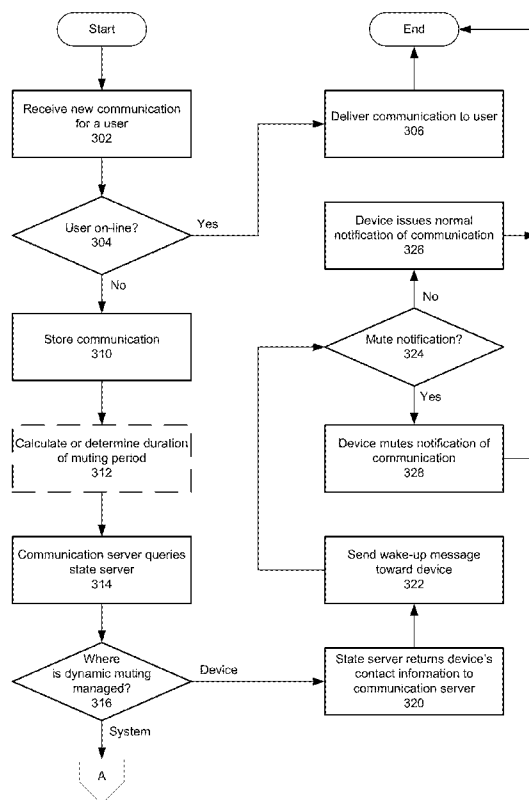 Start
Receive new communication
for a user
302
User on-line?
304
Yes
No
Store communication
310
Calculate or determine duration
of muting period
312
Communication server queries
state server
314
Where
is dynamic muting
managed?
316
Device
System
A
End
Deliver communication to user
306
Device issues normal
notification of communication
326
No
Mute notification?
324
Yes
Device mutes notification of
communication
328
Send wake-up message
toward device
322
State server returns device's
contact information to
communication server
320